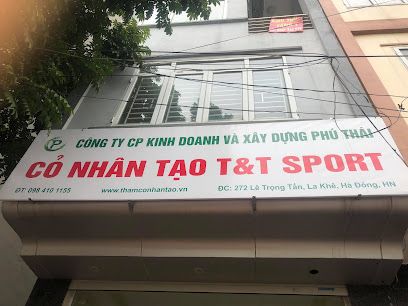 CÔNG TY CP KINH DOANH VÀ XÂY DỰNG PHÚ THÁI
CỎ NHÂN TẠO T&T SPORT
ĐT: 098 410 1155 www.thamconhantao.vn ĐC: 272 Lê Trọng Tấn, La Khê, Hà Đông, HN